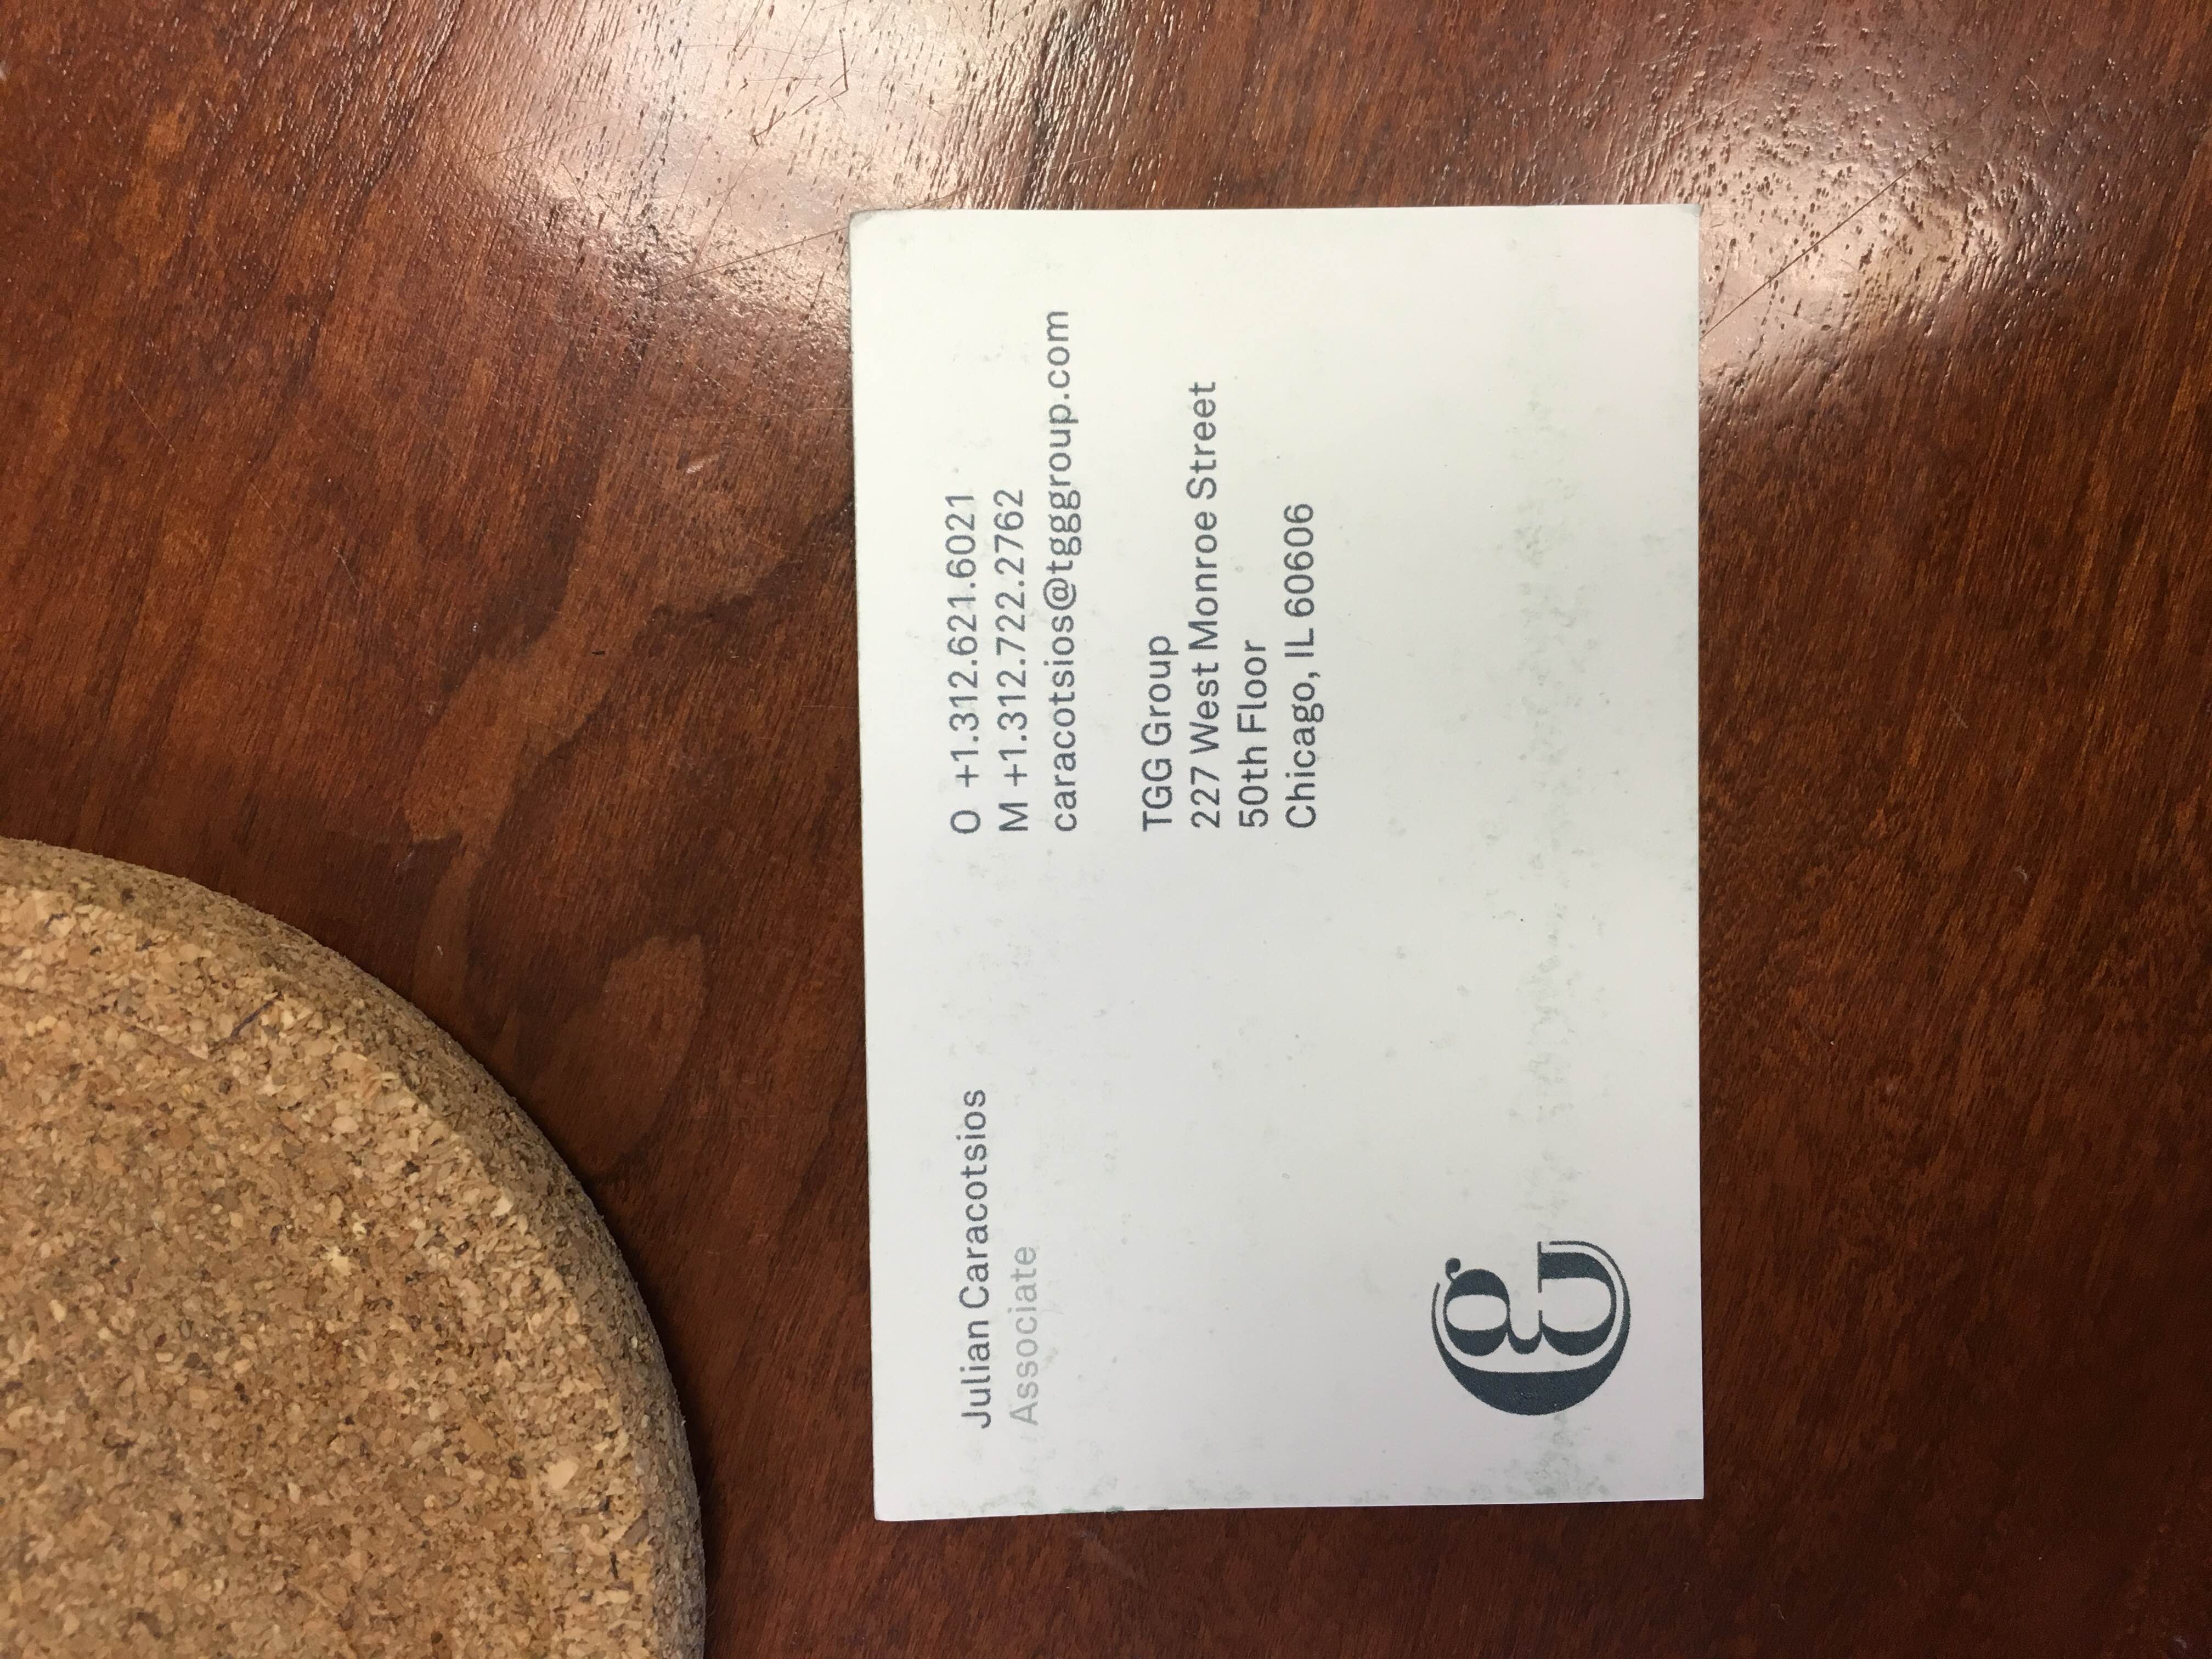 Julian Caracotsios
Associate
O +1.312.621.6021
M +1.312.722.2762
caracotsios@tgggroup.com
TGG Group
227 West Monroe Street
50th Floor
Chicago, IL 60606